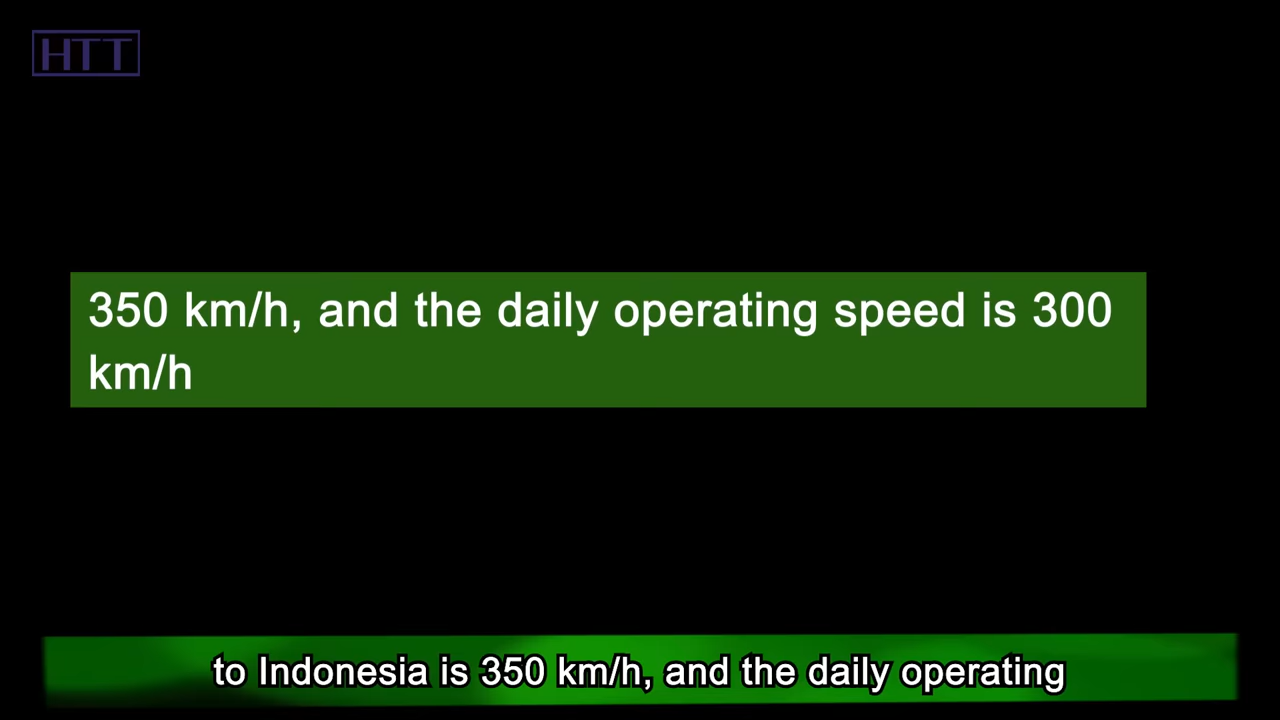 HTT
350 km/h, and the daily operating speed is 300
km/h
to Indonesia is 350 km/h, and the daily operating